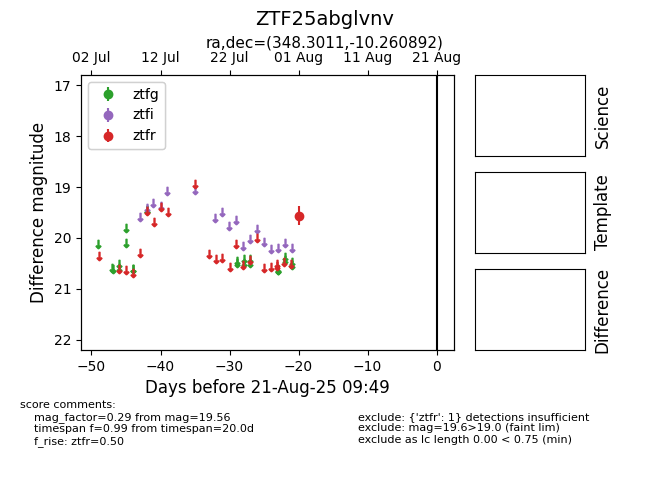 ZTF25abglvnv
ra,dec=(348.3011,-10.260892)
02 Jul 12 Jul 22 Jul 01 Aug 11 Aug 21 Aug
ztfg
ztfi
ztfr
17
18
19
20
21
22
Difference magnitude
−50 −40 −30 −20 −10 0
Days before 21-Aug-25 09:49
Science
Template
Difference
score comments:
mag_factor=0.29 from mag=19.56
timespan f=0.99 from timespan=20.0d
f_rise: ztfr=0.50
exclude: {'ztfr': 1} detections insufficient
exclude: mag=19.6>19.0 (faint lim)
exclude as lc length 0.00 < 0.75 (min)